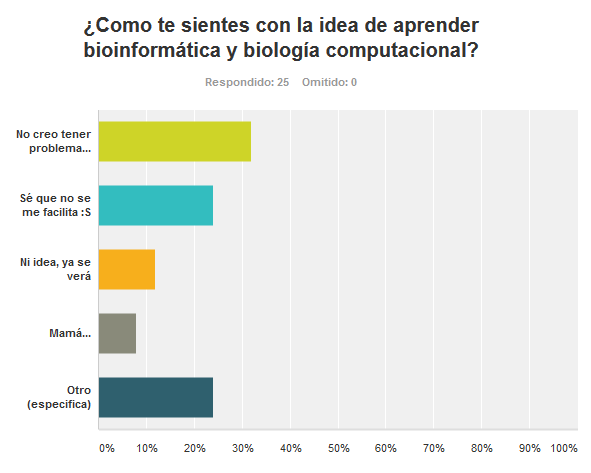 ¿Como te sientes con la idea de aprender
bioinformática y biología computacional?
Respondido: 25 Omitido: 0
No creo tener
problema...
Sé que no se
me facilita :S
Ni idea, ya se
verá
Mamá...
Otro
(especifica)
0% 10% 20% 30% 40% 50% 60% 70% 80% 90% 100%